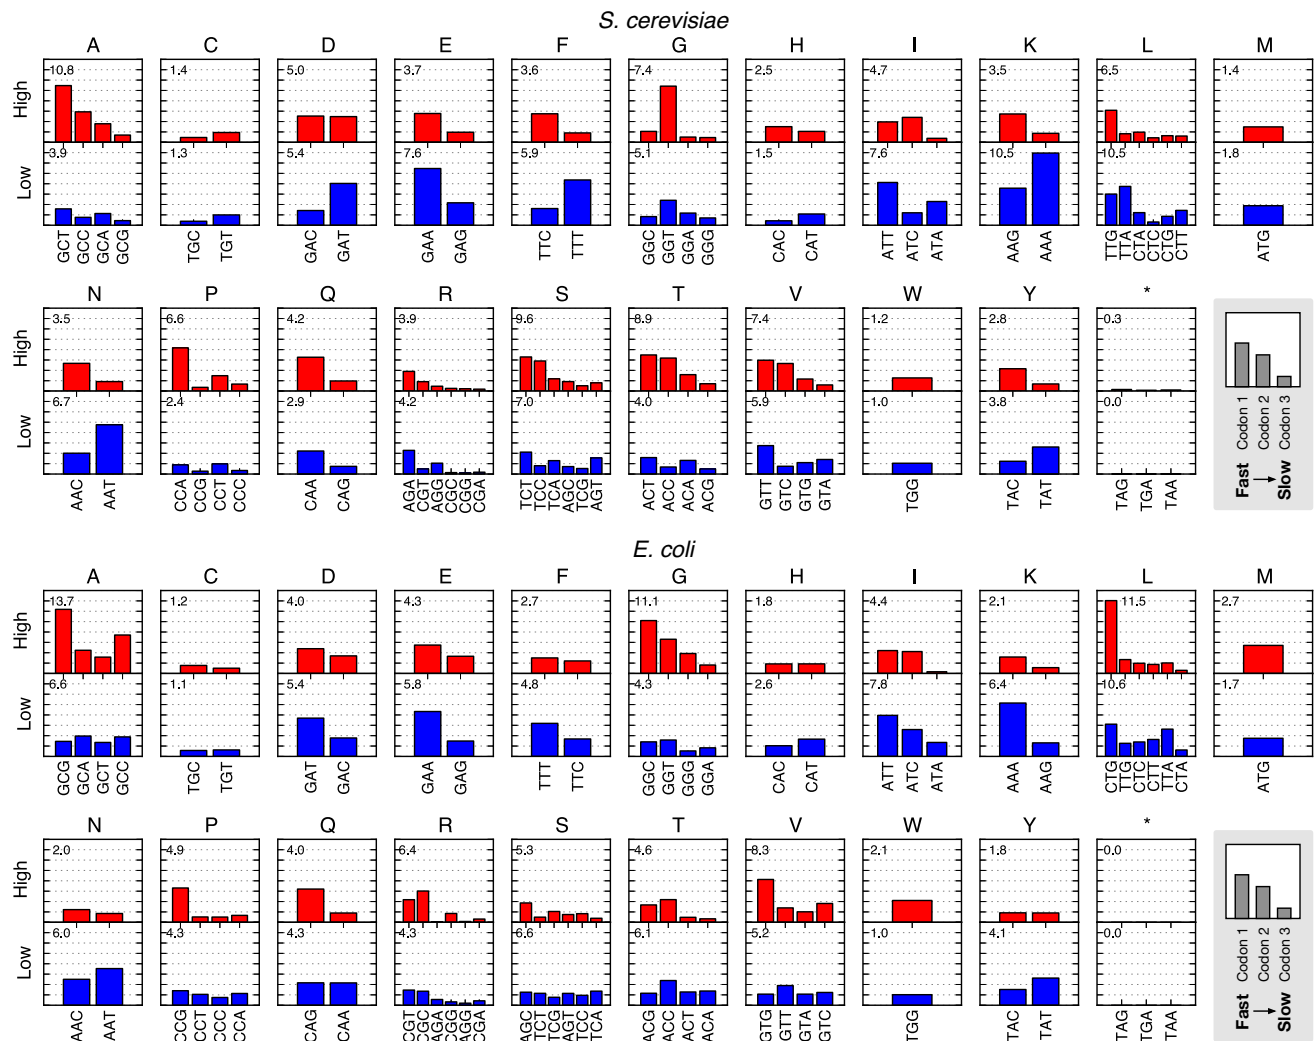 S. cerevisiae
A C D E F G H I K L M
High
10.8 1.4 5.0 3.7 3.6 7.4 2.5 4.7 3.5 6.5 1.4
Low
3.9 1.3 5.4 7.6 5.9 5.1 1.5 7.6 10.5 10.5 1.8
GCT GCC GCA GCG TGC TGT GAC GAT GAA GAG TTC TTT GGC GGT GGA GGG CAC CAT ATT ATC ATA AAG AAA TTG TTA CTA CTC CTG CTT ATG
N P Q R S T V W Y *
High
3.5 6.6 4.2 3.9 9.6 8.9 7.4 1.2 2.8 0.3
Low
6.7 2.4 2.9 4.2 7.0 4.0 5.9 1.0 3.8 0.0
AAC AAT CCA CCG CCT CCC CAA CAG AGA CGT AGG CGC CGG CGA TCT TCC TCA AGC TCG AGT ACT ACC ACA ACG GTT GTC GTG GTA TGG TAC TAT TAG TGA TAA
Codon 1 Codon 2 Codon 3
Fast → Slow
E. coli
A C D E F G H I K L M
High
13.7 1.2 4.0 4.3 2.7 11.1 1.8 4.4 2.1 11.5 2.7
Low
6.6 1.1 5.4 5.8 4.8 4.3 2.6 7.8 6.4 10.6 1.7
GCG GCA GCT GCC TGC TGT GAT GAC GAA GAG TTT TTC GGC GGT GGG GGA CAC CAT ATT ATC ATA AAA AAG CTG TTG CTC CTT TTA CTA ATG
N P Q R S T V W Y *
High
2.0 4.9 4.0 6.4 5.3 4.6 8.3 2.1 1.8 0.0
Low
6.0 4.3 4.3 4.3 6.6 6.1 5.2 1.0 4.1 0.0
AAC AAT CCG CCT CCC CCA CAG CAA CGT CGC AGA CGG AGG CGA AGC TCT TCG AGT TCC TCA ACG ACC ACT ACA GTG GTT GTA GTC TGG TAC TAT TAG TGA TAA
Codon 1 Codon 2 Codon 3
Fast → Slow